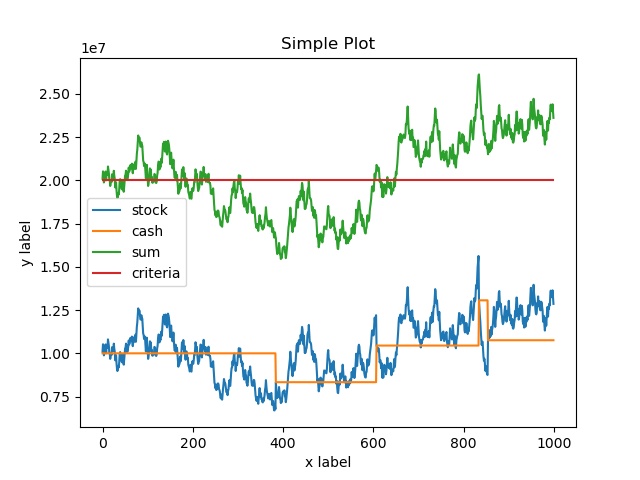 Simple Plot
1e7
2.50
2.25
2.00
1.75
1.50
1.25
1.00
0.75
y label
stock
cash
sum
criteria
0 200 400 600 800 1000
x label